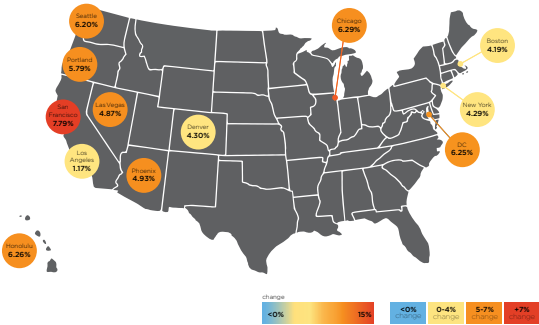 Seattle
6.20%
Portland
5.79%
San
Francisco
7.79%
Las Vegas
4.87%
Los
Angeles
1.17%
Phoenix
4.93%
Denver
4.30%
Chicago
6.29%
Boston
4.19%
New York
4.29%
DC
6.25%
Honolulu
6.26%
change
<0%
15%
<0%
change
0-4%
change
5-7%
change
+7%
change